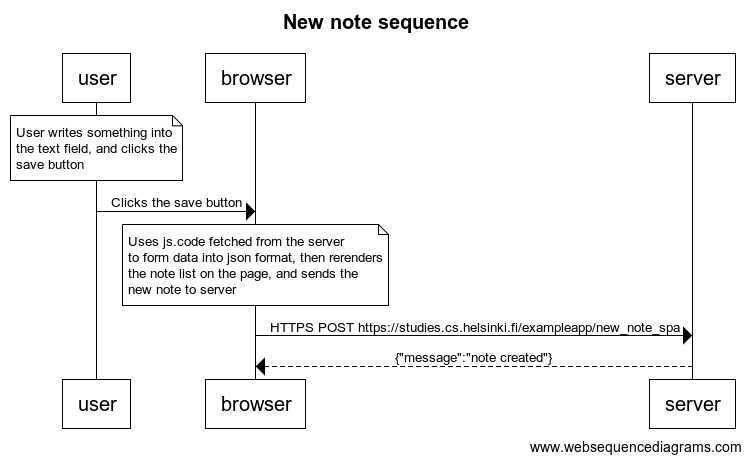 New note sequence
user
browser
server
User writes something into
the text field, and clicks the
save button
Clicks the save button
Uses js.code fetched from the server
to form data into json format, then rerenders
the note list on the page, and sends the
new note to server
HTTPS POST https://studies.cs.helsinki.fi/exampleapp/new_note_spa
{"message":"note created"}
user
browser
server
www.websequencediagrams.com